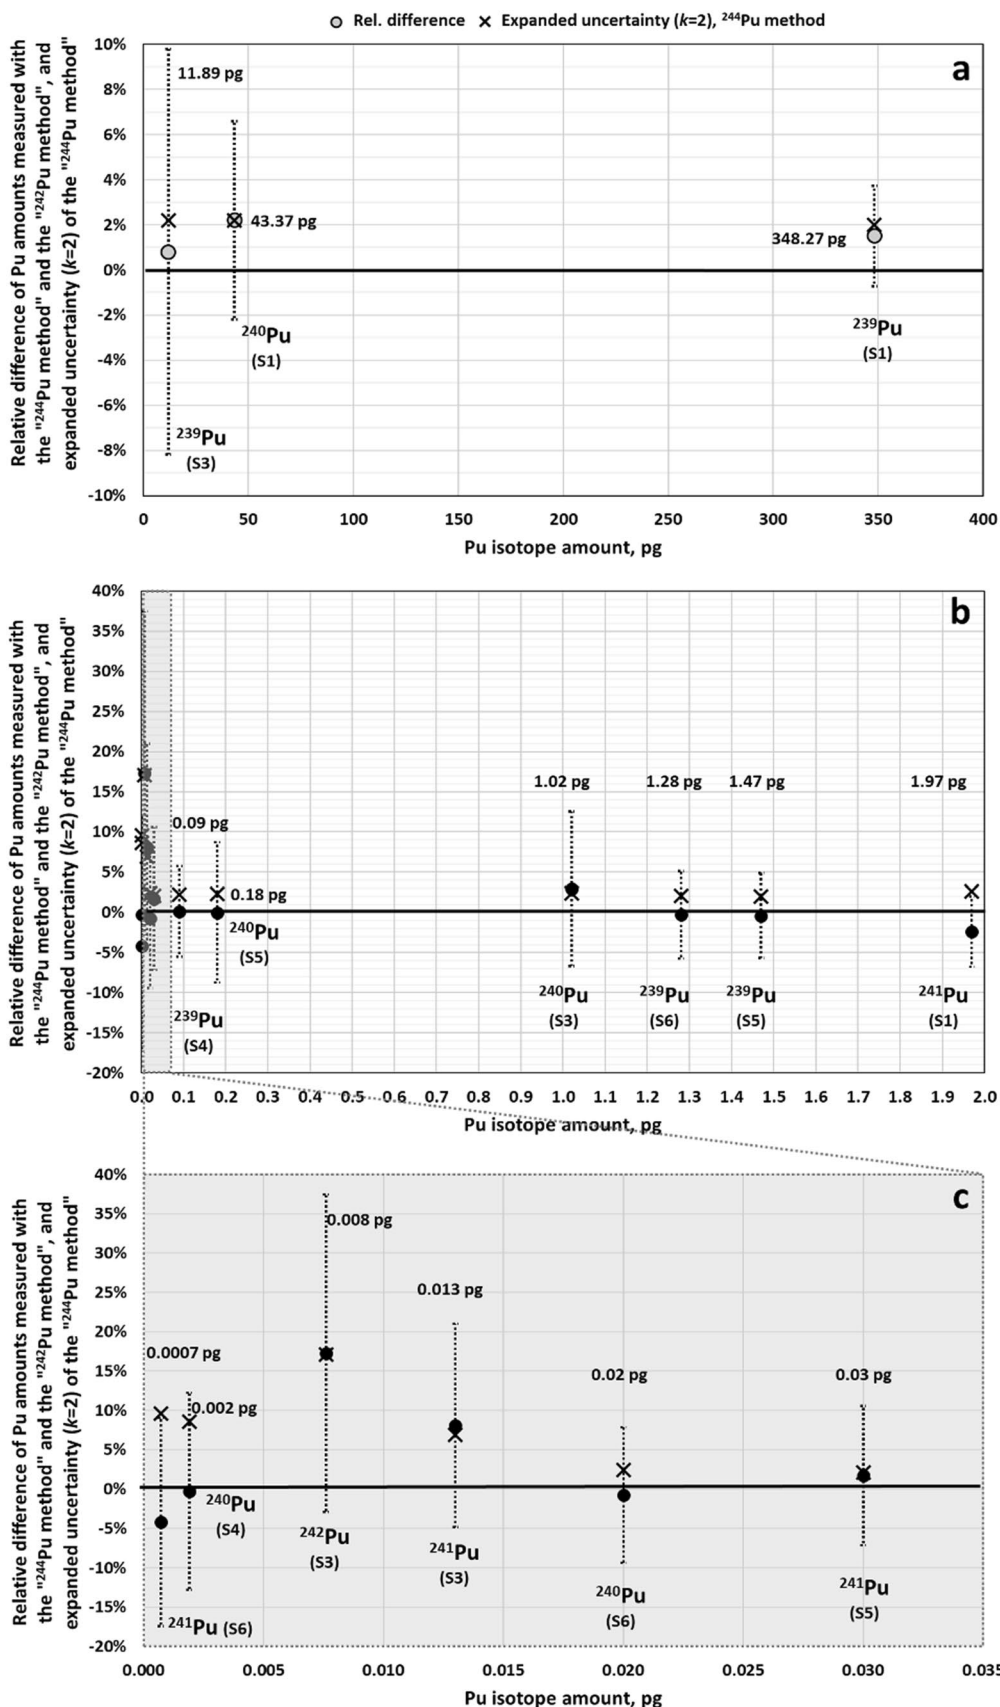 Rel. difference Expanded uncertainty (k=2), ²⁴⁴Pu method
Relative difference of Pu amounts measured with
the "²⁴⁴Pu method" and the "²⁴²Pu method", and
expanded uncertainty (k=2) of the "²⁴⁴Pu method"
a
10%
8%
6%
4%
2%
0%
-2%
-4%
-6%
-8%
-10%
11.89 pg
43.37 pg
348.27 pg
²⁴⁰Pu
(S1)
²³⁹Pu
(S1)
²³⁹Pu
(S3)
0 50 100 150 200 250 300 350 400
Pu isotope amount, pg
Relative difference of Pu amounts measured with
the "²⁴⁴Pu method" and the "²⁴²Pu method", and
expanded uncertainty (k=2) of the "²⁴⁴Pu method"
b
40%
35%
30%
25%
20%
15%
10%
5%
0%
-5%
-10%
-15%
-20%
1.02 pg 1.28 pg 1.47 pg 1.97 pg
0.09 pg
0.18 pg
²⁴⁰Pu
(S5)
²³⁹Pu
(S4)
²⁴⁰Pu
(S3)
²³⁹Pu
(S6)
²³⁹Pu
(S5)
²⁴¹Pu
(S1)
0.0 0.1 0.2 0.3 0.4 0.5 0.6 0.7 0.8 0.9 1.0 1.1 1.2 1.3 1.4 1.5 1.6 1.7 1.8 1.9 2.0
Pu isotope amount, pg
Relative difference of Pu amounts measured with
the "²⁴⁴Pu method" and the "²⁴²Pu method", and
expanded uncertainty (k=2) of the "²⁴⁴Pu method"
c
40%
35%
30%
25%
20%
15%
10%
5%
0%
-5%
-10%
-15%
-20%
0.008 pg
0.013 pg
0.0007 pg
0.02 pg
0.03 pg
0.002 pg
²⁴⁰Pu
(S4)
²⁴²Pu
(S3)
²⁴¹Pu
(S3)
²⁴⁰Pu
(S6)
²⁴¹Pu
(S5)
²⁴¹Pu (S6)
0.000 0.005 0.010 0.015 0.020 0.025 0.030 0.035
Pu isotope amount, pg